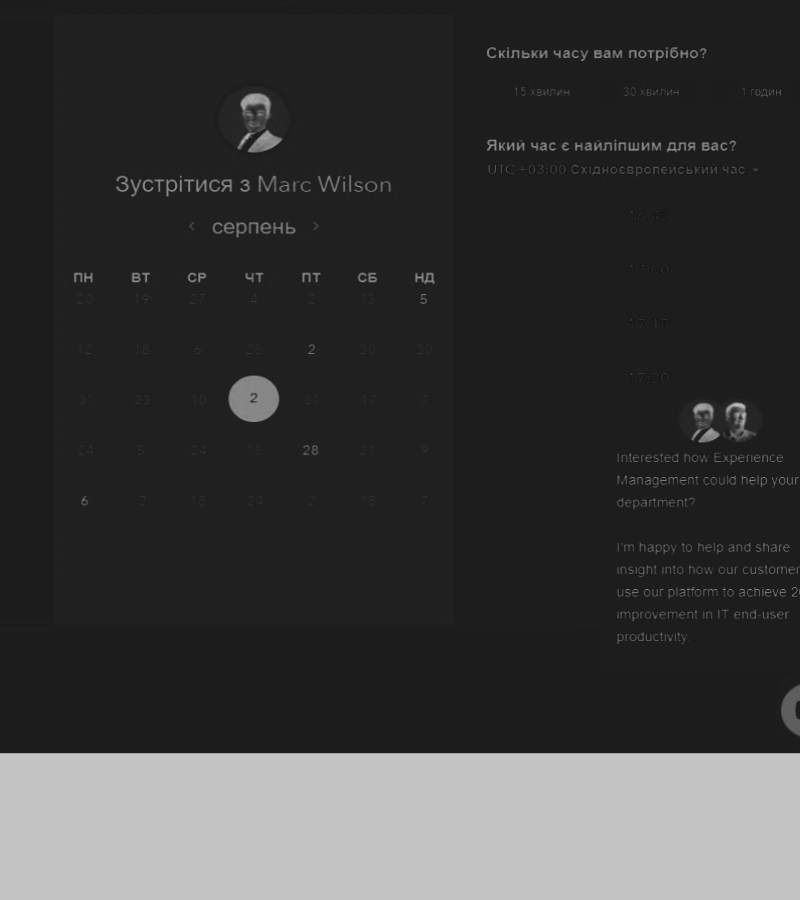 Зустрітися з Marc Wilson
серпень
ПН ВТ СР ЧТ ПТ СБ НД
20 19 27 4 2 13 5
12 18 6 26 2 30 30
31 23 10 2 31 17 7
24 5 24 18 28 21 9
6 2 18 24 2 18 7
Скільки часу вам потрібно?
15 хвилин 30 хвилин 1 годин
Який час є найліпшим для вас?
UTC +03:00 Східноєвропейський час
16:45
17:00
17:15
17:30
Interested how Experience
Management could help your
department?
I'm happy to help and share
insight into how our customer
use our platform to achieve
improvement in IT end-user
productivity.